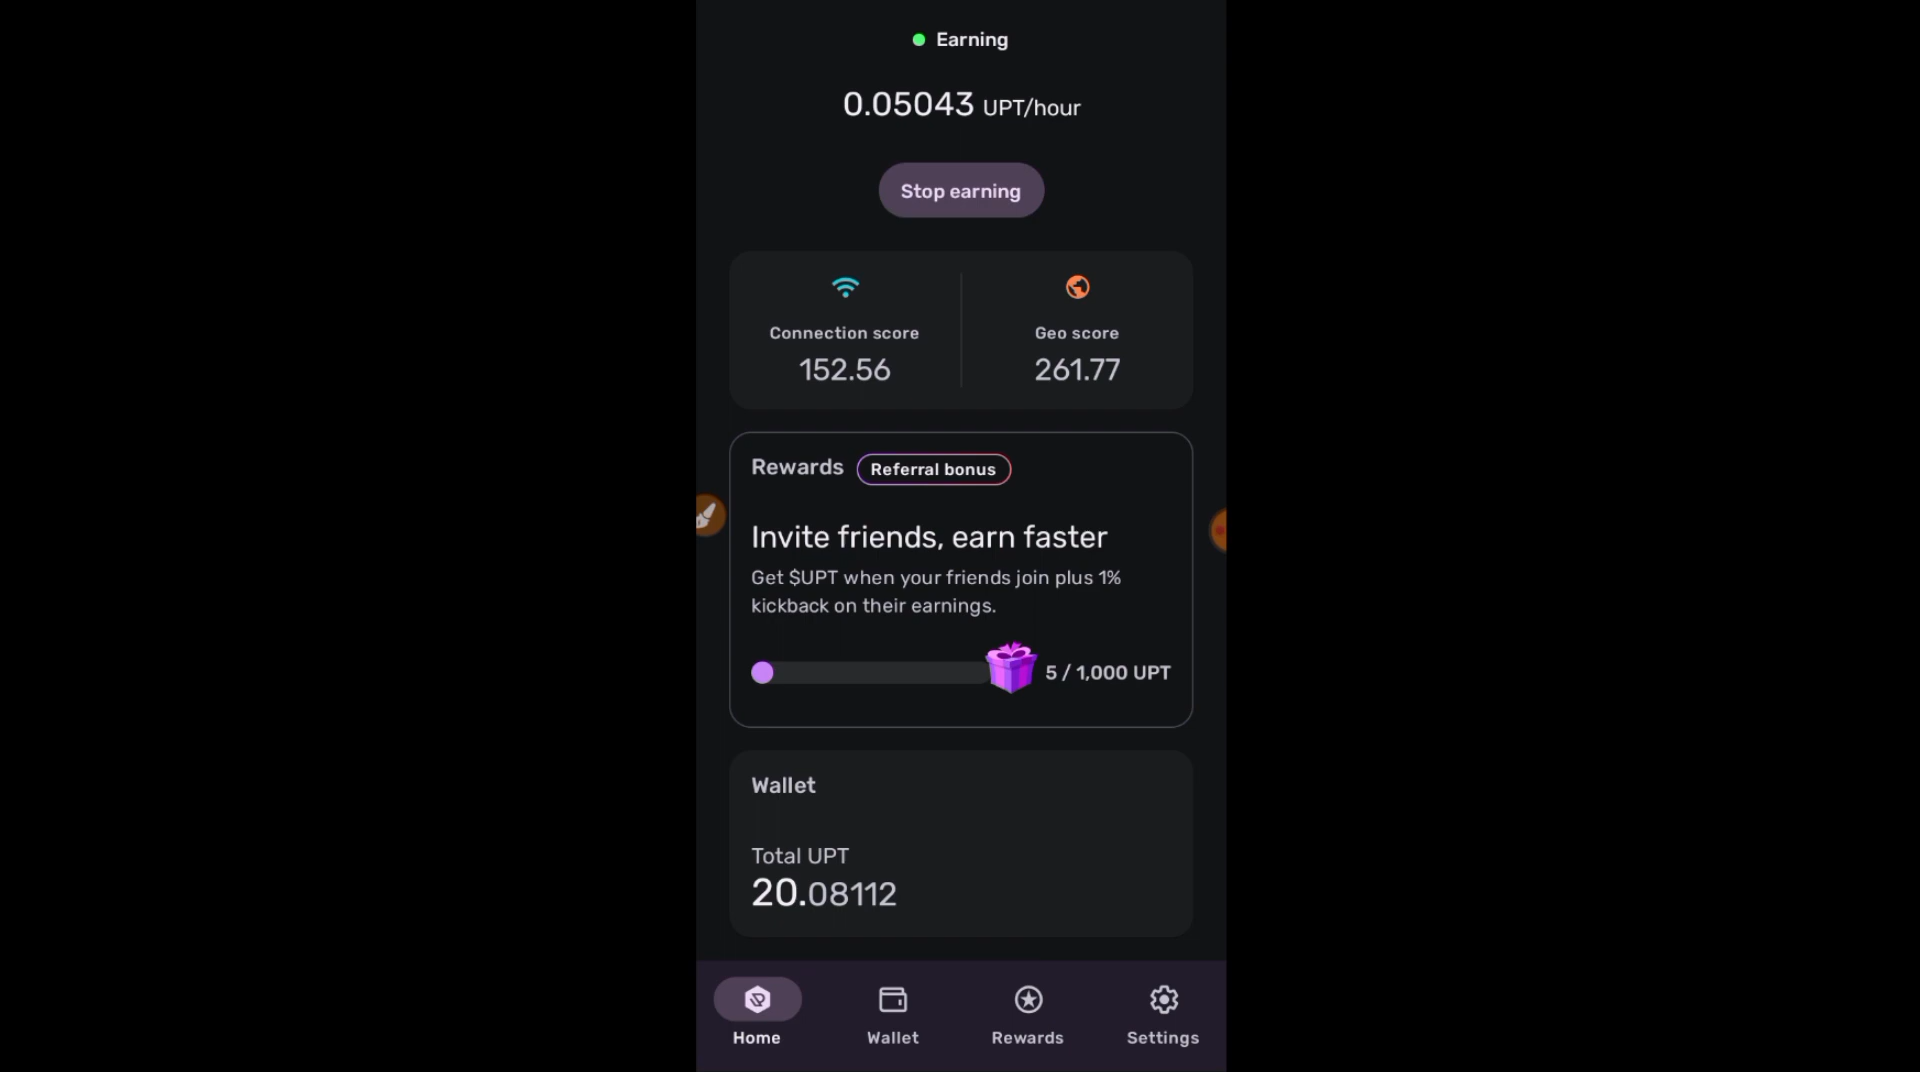 Earning
0.05043 UPT/hour
Stop earning
Connection score
152.56
Geo score
261.77
Rewards
Referral bonus
Invite friends, earn faster
Get $UPT when your friends join plus 1%
kickback on their earnings.
5 / 1,000 UPT
Wallet
Total UPT
20.08112
Home
Wallet
Rewards
Settings